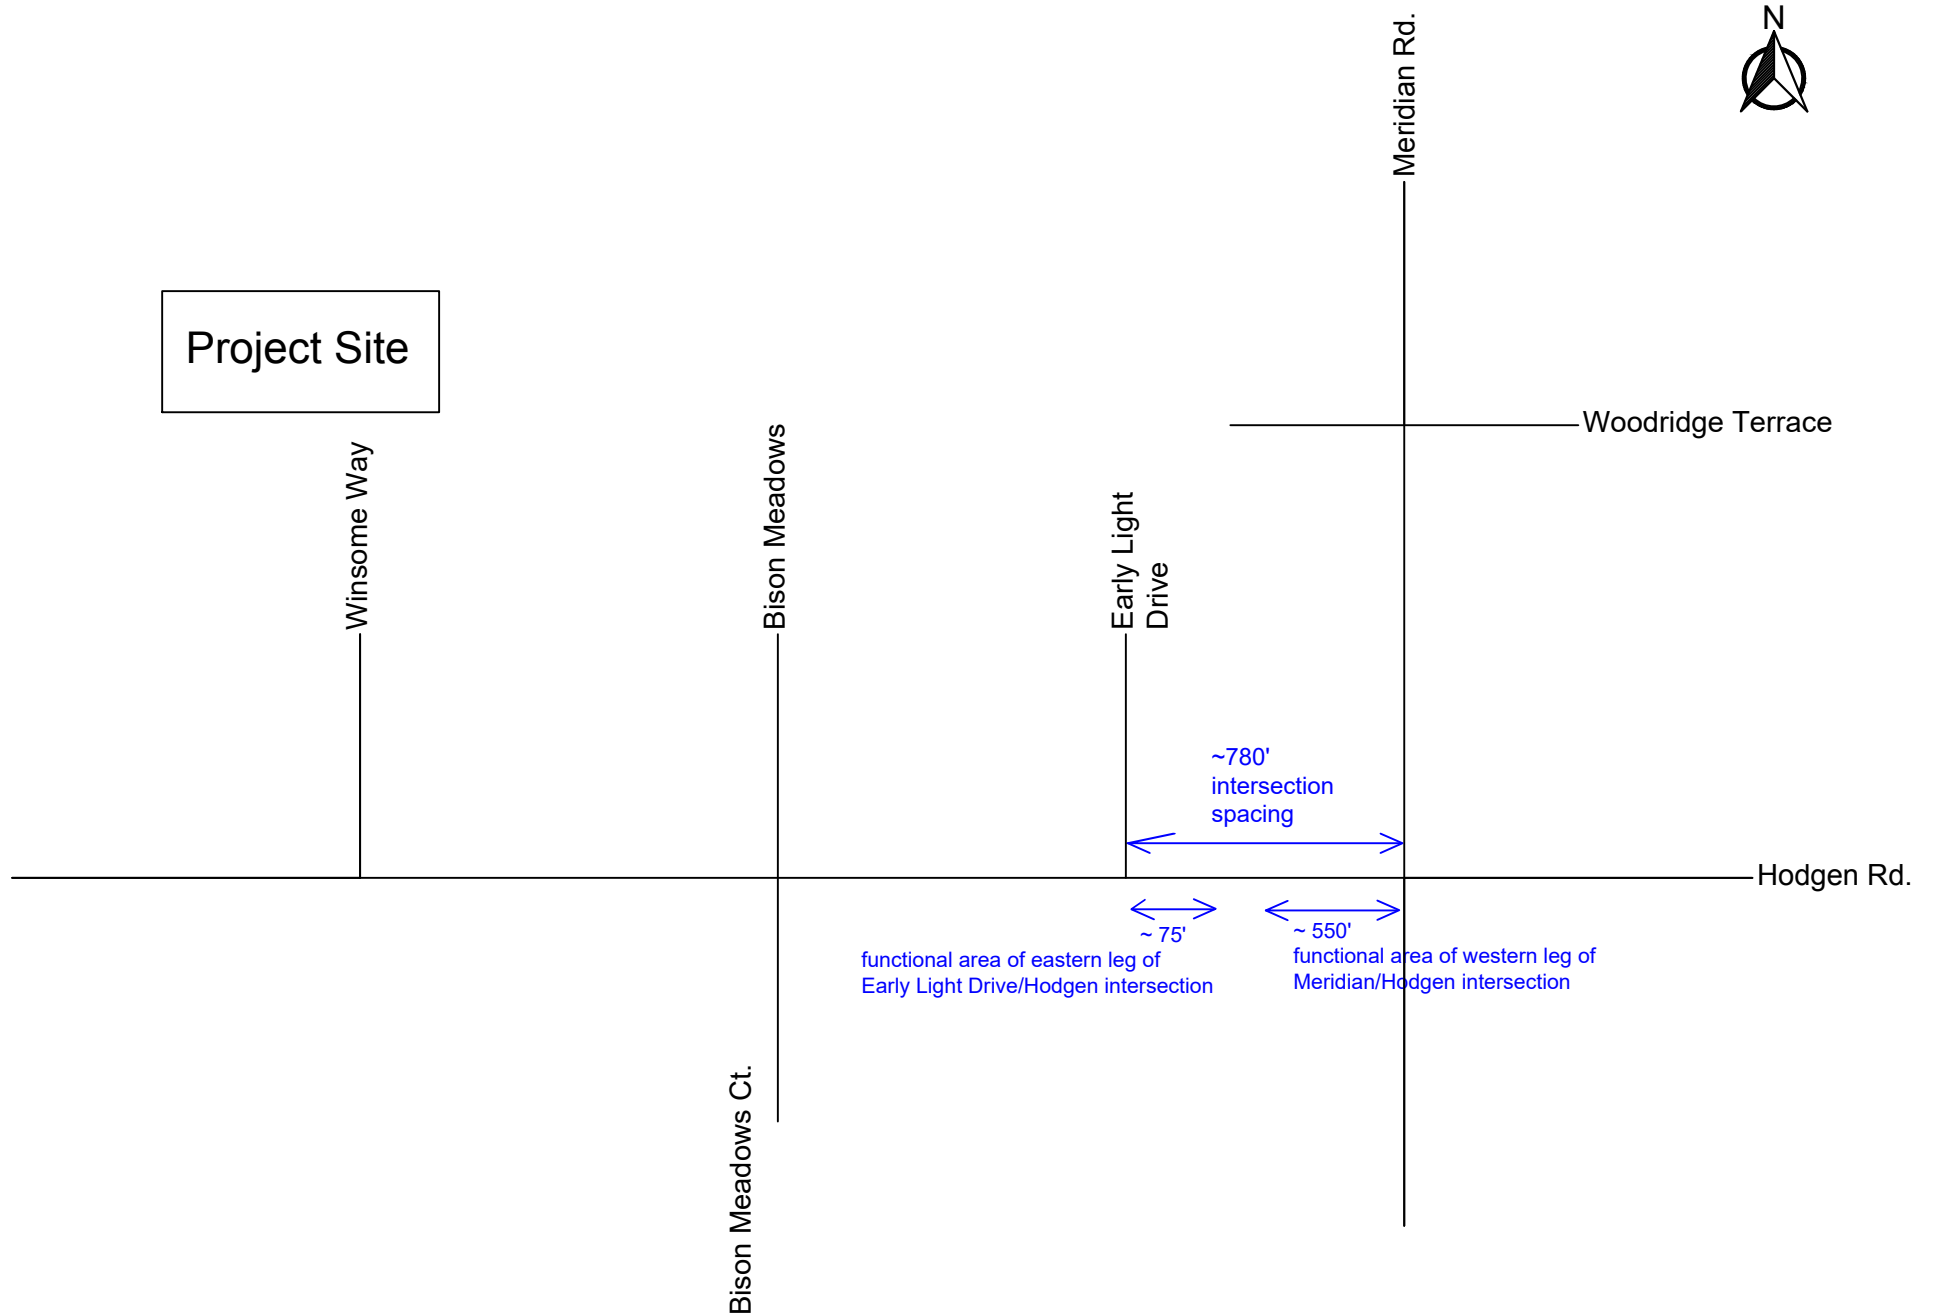 N
Meridian Rd.
Project Site
Woodridge Terrace
Winsome Way
Bison Meadows
Early Light
Drive
~780'
intersection
spacing
Hodgen Rd.
~ 75'
functional area of eastern leg of
Early Light Drive/Hodgen intersection
~ 550'
functional area of western leg of
Meridian/Hodgen intersection
Bison Meadows Ct.